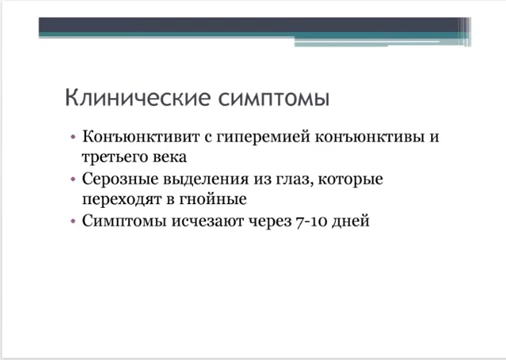 Клинические симптомы
• Конъюнктивит с гиперемией конъюнктивы и
третьего века
• Серозные выделения из глаз, которые
переходят в гнойные
• Симптомы исчезают через 7-10 дней